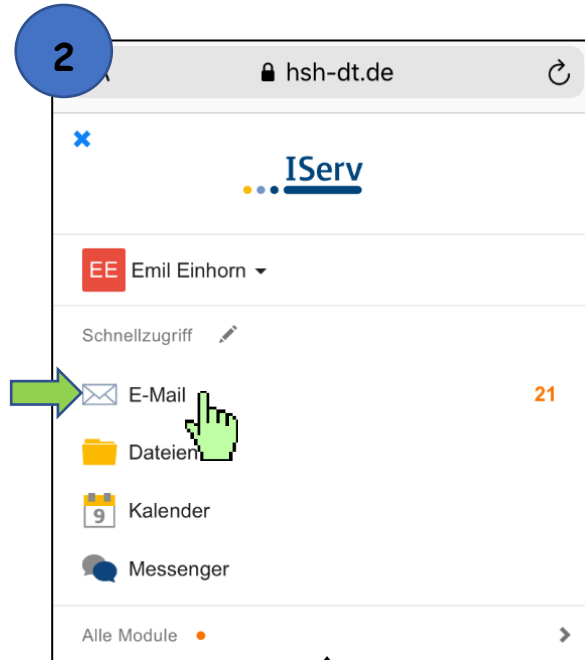 2
hsh-dt.de
IServ
EE Emil Einhorn
Schnellzugriff
E-Mail 21
Dateien
9 Kalender
Messenger
Alle Module